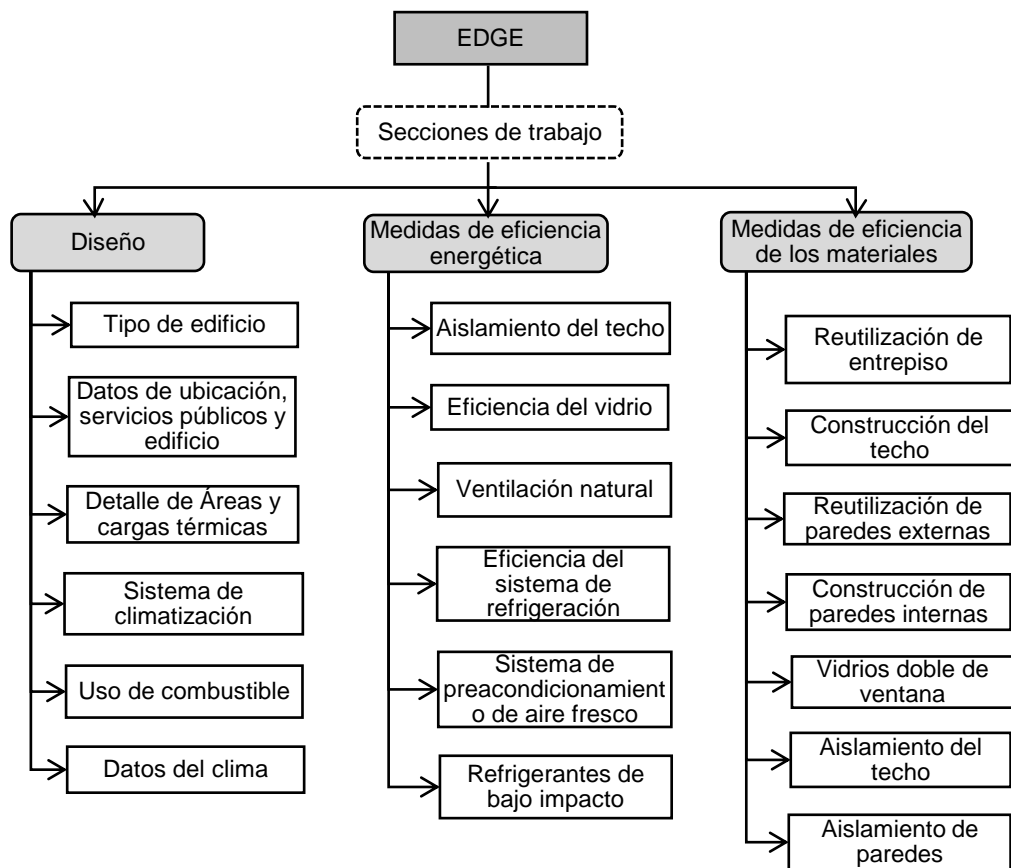 EDGE
Secciones de trabajo
Diseño
Tipo de edificio
Datos de ubicación,
servicios públicos y
edificio
Detalle de Áreas y
cargas térmicas
Sistema de
climatización
Uso de combustible
Datos del clima
Medidas de eficiencia
energética
Aislamiento del techo
Eficiencia del vidrio
Ventilación natural
Eficiencia del
sistema de
refrigeración
Sistema de
preacondicionamient
o de aire fresco
Refrigerantes de
bajo impacto
Medidas de eficiencia
de los materiales
Reutilización de
entrepiso
Construcción del
techo
Reutilización de
paredes externas
Construcción de
paredes internas
Vidrios doble de
ventana
Aislamiento del
techo
Aislamiento de
paredes